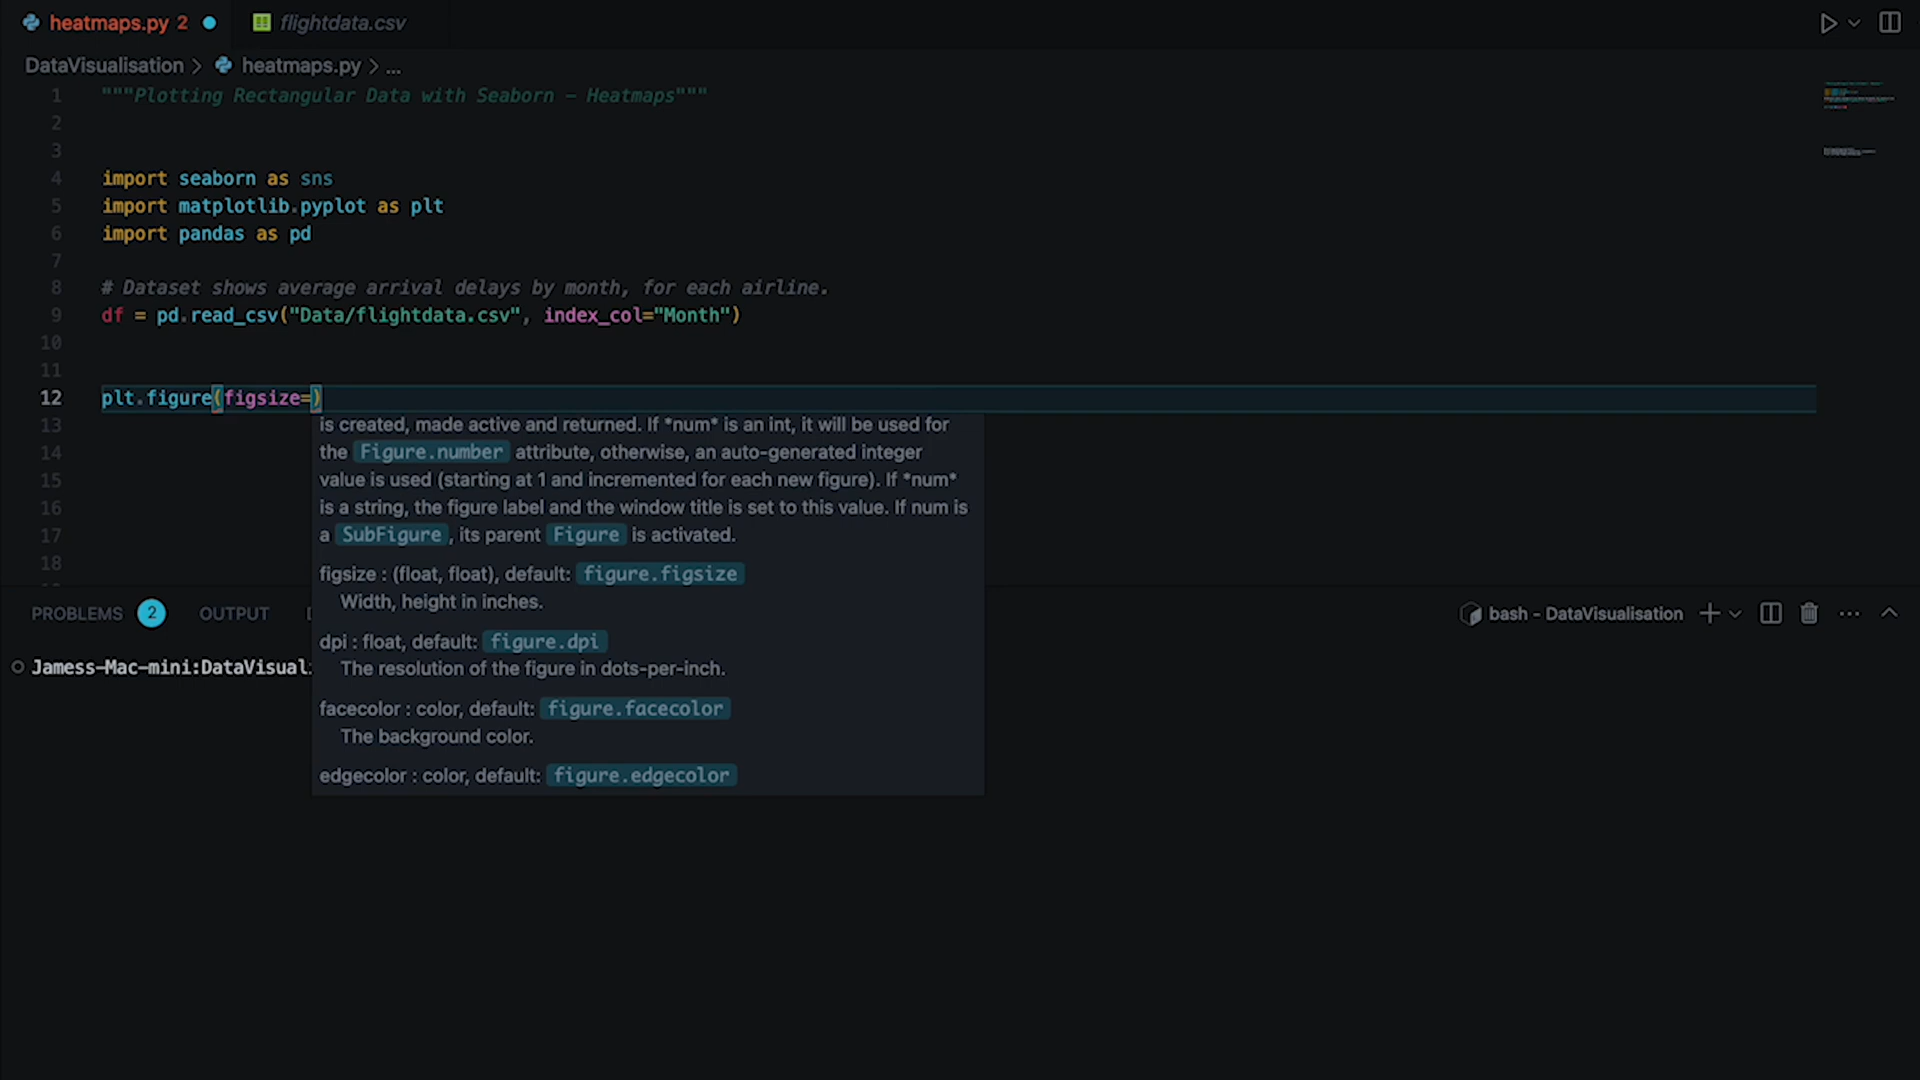 heatmaps.py 2
flightdata.csv
DataVisualisation > heatmaps.py > ...
1 """Plotting Rectangular Data with Seaborn – Heatmaps"""
2
3
4 import seaborn as sns
5 import matplotlib.pyplot as plt
6 import pandas as pd
7
8 # Dataset shows average arrival delays by month, for each airline.
9 df = pd.read_csv("Data/flightdata.csv", index_col="Month")
10
11
12 plt.figure(figsize=)
13
14
15
16
17
18
is created, made active and returned. If *num* is an int, it will be used for
the Figure.number attribute, otherwise, an auto-generated integer
value is used (starting at 1 and incremented for each new figure). If *num*
is a string, the figure label and the window title is set to this value. If num is
a SubFigure, its parent Figure is activated.
figsize : (float, float), default: figure.figsize
Width, height in inches.
dpi : float, default: figure.dpi
The resolution of the figure in dots-per-inch.
facecolor : color, default: figure.facecolor
The background color.
edgecolor : color, default: figure.edgecolor
PROBLEMS 2 OUTPUT
bash - DataVisualisation
Jamess-Mac-mini:DataVisual